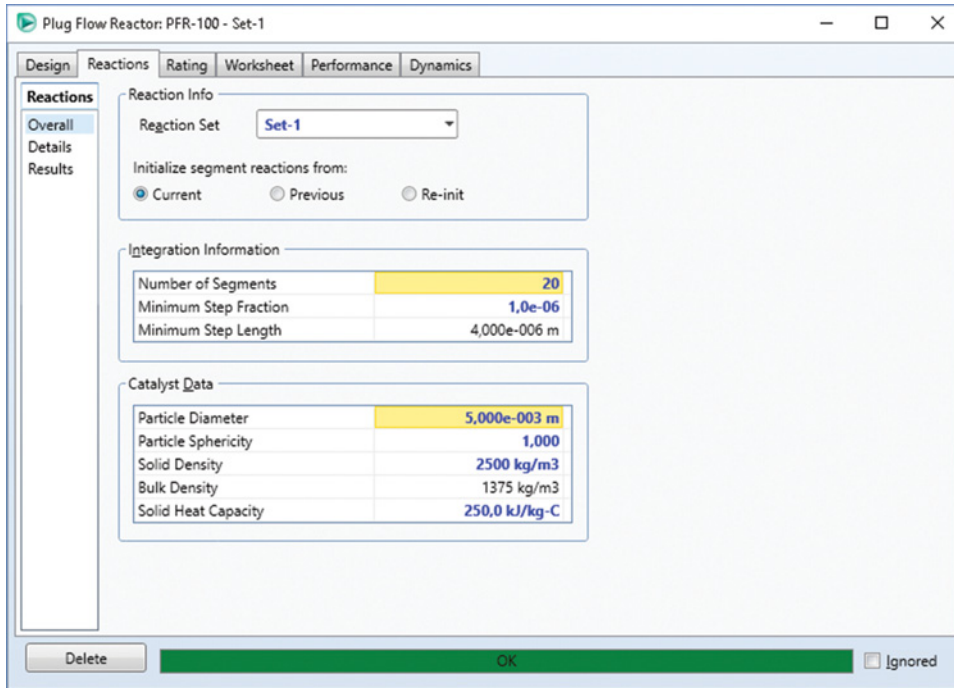 Plug Flow Reactor: PFR-100 - Set-1
Design Reactions Rating Worksheet Performance Dynamics
Reactions
Overall
Details
Results
Reaction Info
Reaction Set Set-1
Initialize segment reactions from:
Current Previous Re-init
Integration Information
Number of Segments 20
Minimum Step Fraction 1,0e-06
Minimum Step Length 4,000e-006 m
Catalyst Data
Particle Diameter 5,000e-003 m
Particle Sphericity 1,000
Solid Density 2500 kg/m3
Bulk Density 1375 kg/m3
Solid Heat Capacity 250,0 kJ/kg-C
Delete OK Ignored